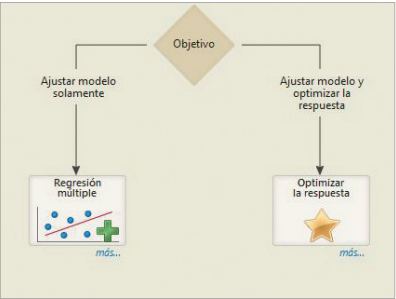 Objetivo
Ajustar modelo
solamente
Ajustar modelo y
optimizar la
respuesta
Regresión
múltiple
más...
Optimizar
la respuesta
más...